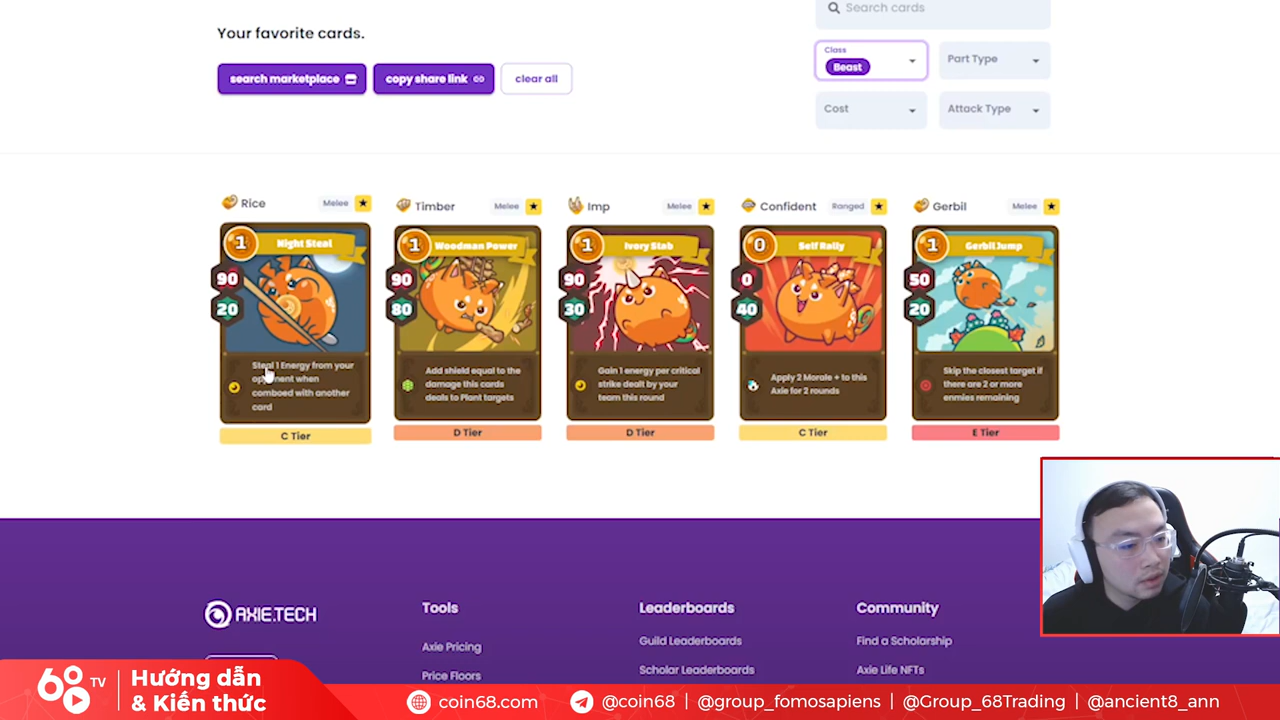 Search cards
Your favorite cards.
Class
Beast
Part Type
search marketplace
copy share link
clear all
Cost
Attack Type
Rice
Melee
Timber
Melee
Imp
Melee
Confident
Ranged
Gerbil
Melee
1
Night Steal
90
20
Steal 1 Energy from your
opponent when
comboed with another
card
C Tier
1
Woodman Power
90
80
Add shield equal to the
damage this cards
deals to Plant targets
D Tier
1
Ivory Stab
90
30
Gain 1 energy per critical
strike dealt by your
team this round
D Tier
0
Self Rally
0
40
Apply 2 Morale + to this
Axie for 2 rounds
C Tier
1
Gerbil Jump
50
20
Skip the closest target if
there are 2 or more
enmies remaining
E Tier
AXIE.TECH
Tools
Leaderboards
Community
Axie Pricing
Guild Leaderboards
Find a Scholarship
Price Floors
Scholar Leaderboards
Axie Life NFTs
68 TV
Hướng dẫn
& Kiến thức
coin68.com
@coin68 | @group_fomosapiens | @Group_68Trading | @ancient8_ann